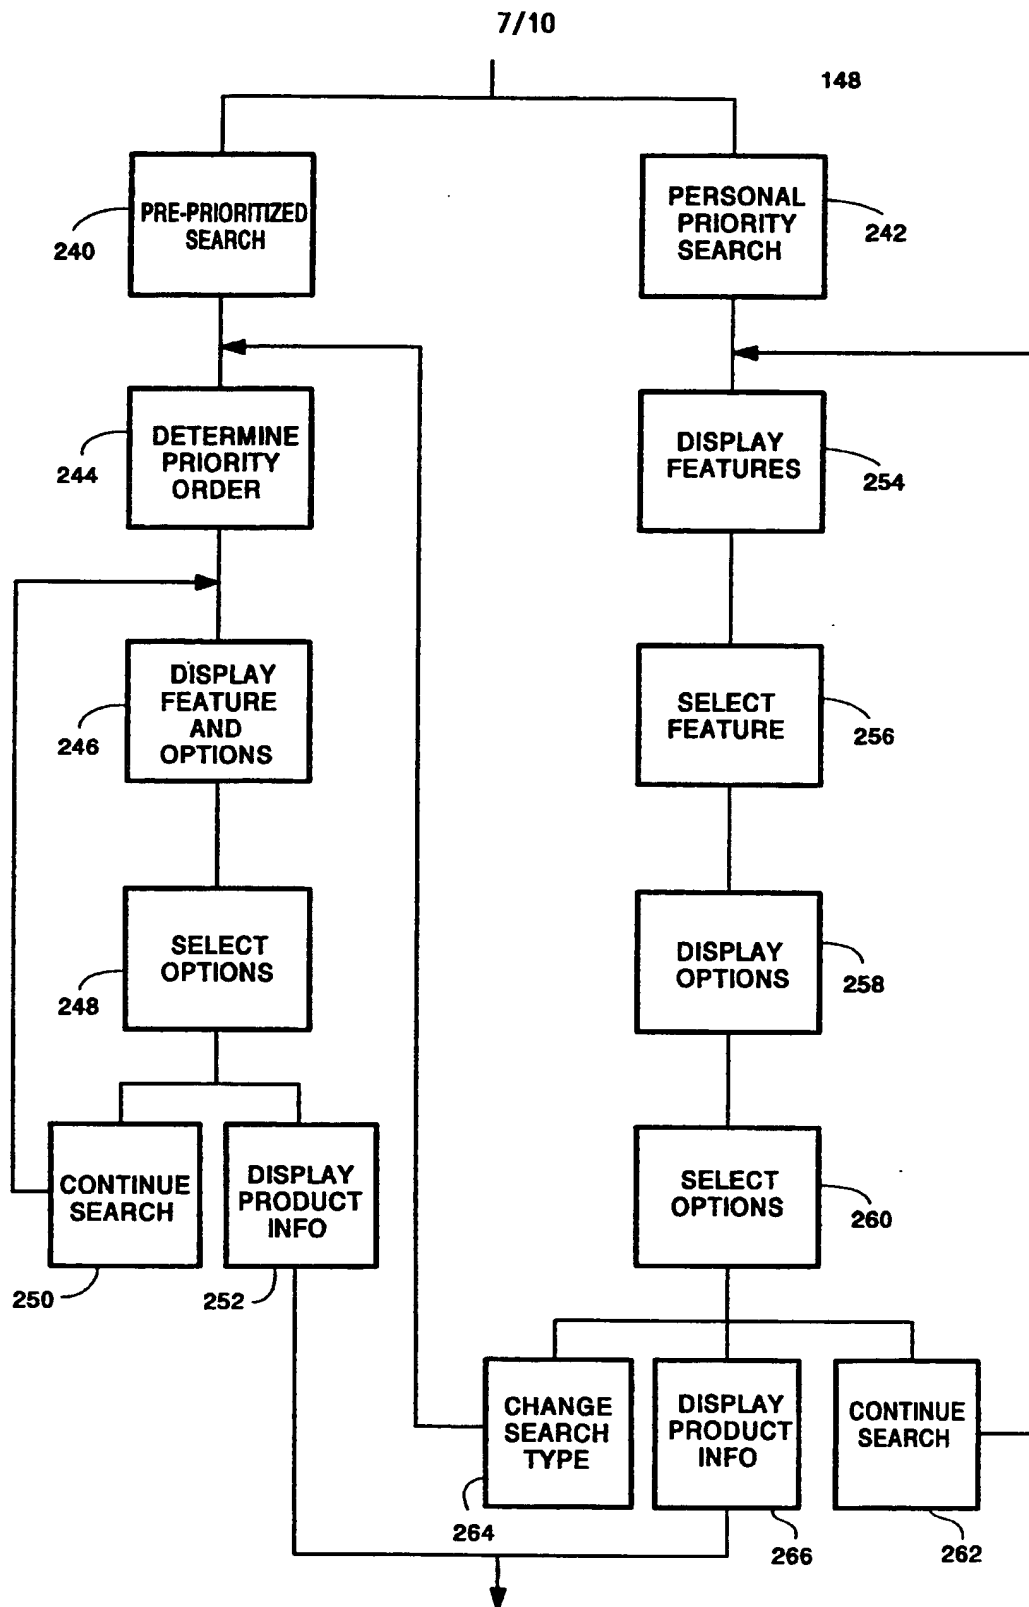 7/10
148
PRE-PRIORITIZED
SEARCH
240
PERSONAL
PRIORITY
SEARCH
242
DETERMINE
PRIORITY
ORDER
244
DISPLAY
FEATURES
254
DISPLAY
FEATURE
AND
OPTIONS
246
SELECT
FEATURE
256
SELECT
OPTIONS
248
DISPLAY
OPTIONS
258
CONTINUE
SEARCH
250
DISPLAY
PRODUCT
INFO
252
SELECT
OPTIONS
260
CHANGE
SEARCH
TYPE
264
DISPLAY
PRODUCT
INFO
266
CONTINUE
SEARCH
262